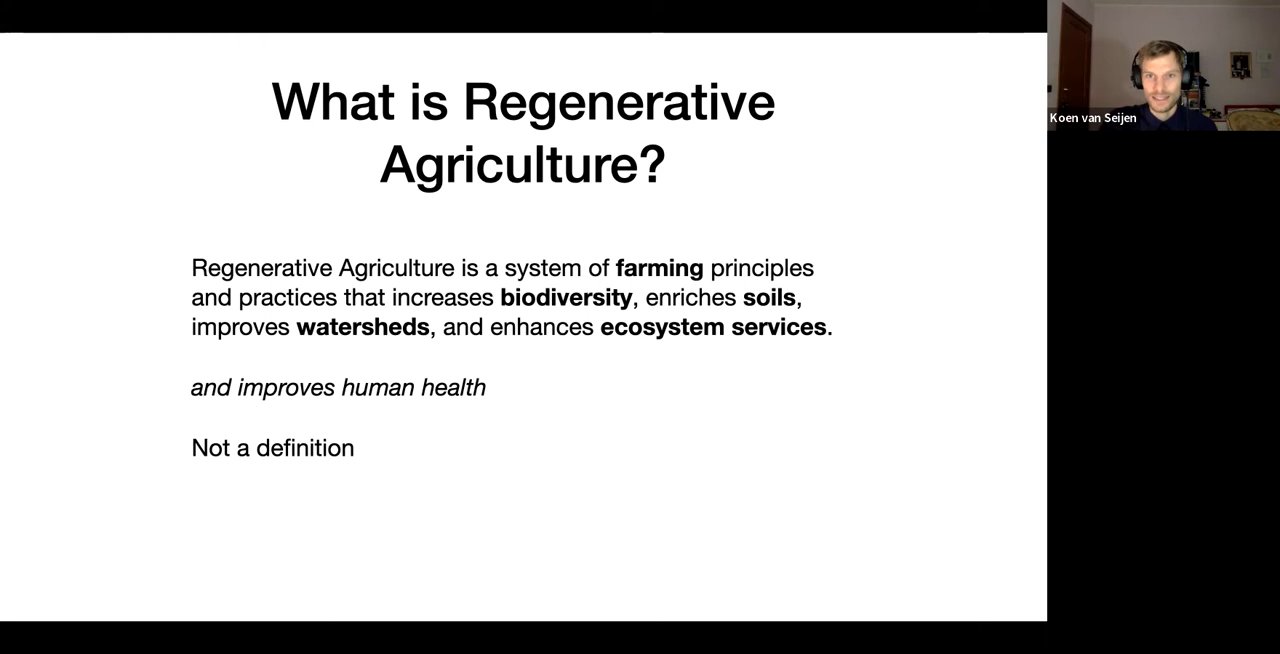 What is Regenerative
Agriculture?
Regenerative Agriculture is a system of farming principles
and practices that increases biodiversity, enriches soils,
improves watersheds, and enhances ecosystem services.
and improves human health
Not a definition
Koen van Seijen